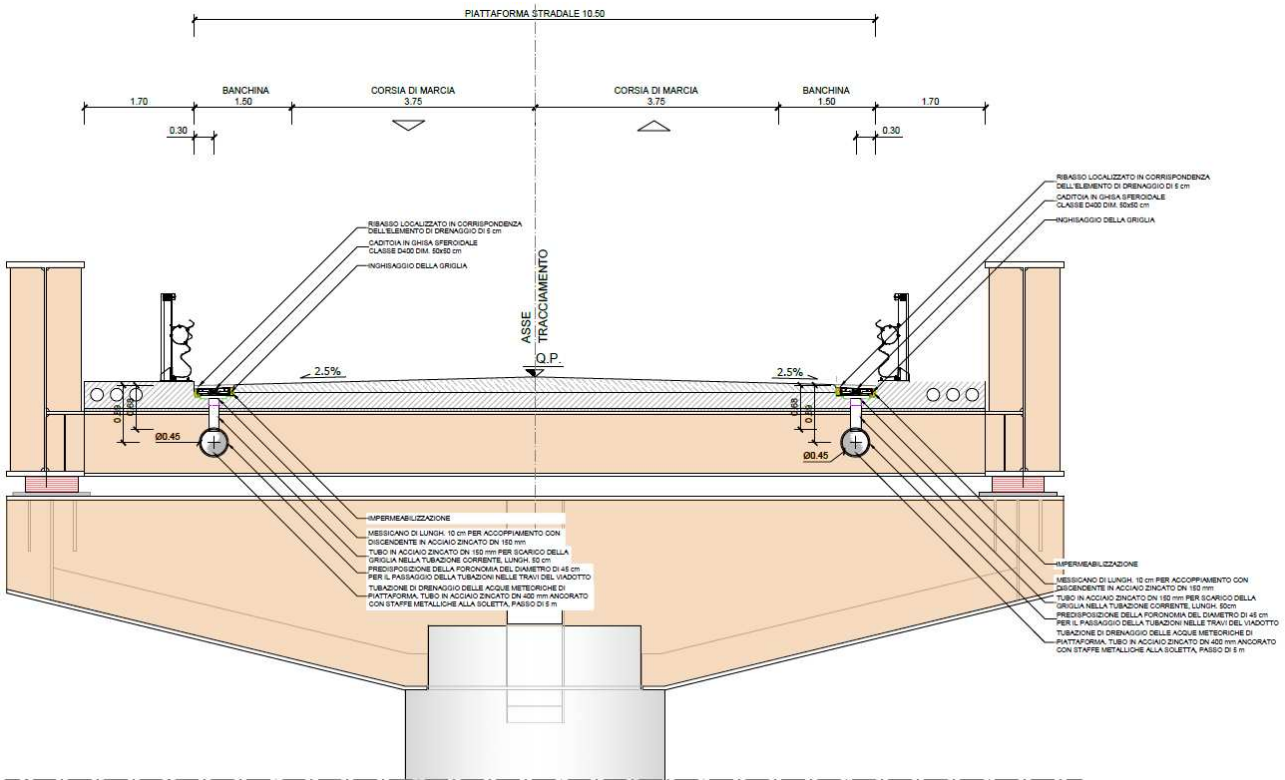 PIATTAFORMA STRADALE 10.50
BANCHINA
CORSIA DI MARCIA
CORSIA DI MARCIA
BANCHINA
1.70
1.50
3.75
3.75
1.50
1.70
0.30
0.30
RIBASSO LOCALIZZATO IN CORRISPONDENZA
DELL'ELEMENTO DI DRENAGGIO DI 5 cm
CADITOIA IN GHISA SFEROIDALE
CLASSE D400 DIM. 50x50 cm
INGHISAGGIO DELLA GRIGLIA
RIBASSO LOCALIZZATO IN CORRISPONDENZA
DELL'ELEMENTO DI DRENAGGIO DI 5 cm
CADITOIA IN GHISA SFEROIDALE
CLASSE D400 DIM. 50x50 cm
INGHISAGGIO DELLA GRIGLIA
ASSE
TRACCIAMENTO
Q.P.
2.5%
2.5%
0.89
0.68
0.68
0.89
Ø0.45
Ø0.45
IMPERMEABILIZZAZIONE
MESSICANO DI LUNGH. 10 cm PER ACCOPPIAMENTO CON
DISCENDENTE IN ACCIAIO ZINCATO DN 150 mm
TUBO IN ACCIAIO ZINCATO DN 150 mm PER SCARICO DELLA
GRIGLIA NELLA TUBAZIONE CORRENTE, LUNGH. 50 cm
PREDISPOSIZIONE DELLA FORONOMIA DEL DIAMETRO DI 45 cm
PER IL PASSAGGIO DELLA TUBAZIONI NELLE TRAVI DEL VIADOTTO
TUBAZIONE DI DRENAGGIO DELLE ACQUE METEORICHE DI
PIATTAFORMA, TUBO IN ACCIAIO ZINCATO DN 400 mm ANCORATO
CON STAFFE METALLICHE ALLA SOLETTA, PASSO DI 5 m
IMPERMEABILIZZAZIONE
MESSICANO DI LUNGH. 10 cm PER ACCOPPIAMENTO CON
DISCENDENTE IN ACCIAIO ZINCATO DN 150 mm
TUBO IN ACCIAIO ZINCATO DN 150 mm PER SCARICO DELLA
GRIGLIA NELLA TUBAZIONE CORRENTE, LUNGH. 50cm
PREDISPOSIZIONE DELLA FORONOMIA DEL DIAMETRO DI 45 cm
PER IL PASSAGGIO DELLA TUBAZIONI NELLE TRAVI DEL VIADOTTO
TUBAZIONE DI DRENAGGIO DELLE ACQUE METEORICHE DI
PIATTAFORMA, TUBO IN ACCIAIO ZINCATO DN 400 mm ANCORATO
CON STAFFE METALLICHE ALLA SOLETTA, PASSO DI 5 m